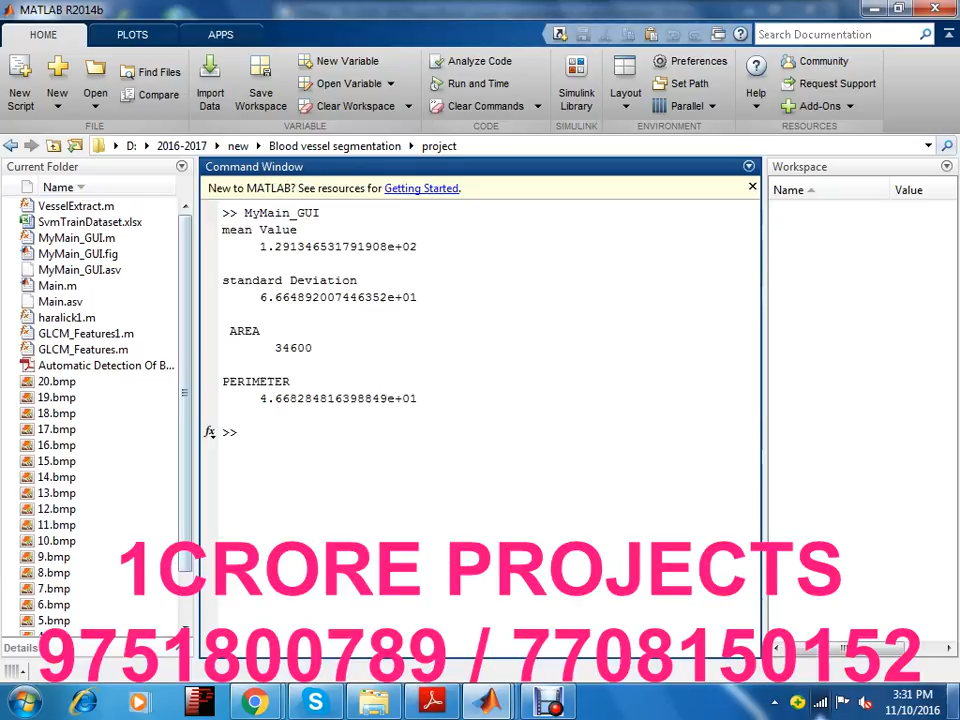 MATLAB R2014b
HOME
PLOTS
APPS
Search Documentation
New Script
New
Open
Find Files
Compare
FILE
Import Data
Save Workspace
New Variable
Open Variable
Clear Workspace
VARIABLE
Analyze Code
Run and Time
Clear Commands
CODE
Simulink Library
SIMULINK
Layout
Preferences
Set Path
Parallel
ENVIRONMENT
Help
Community
Request Support
Add-Ons
RESOURCES
D: 2016-2017 new Blood vessel segmentation project
Current Folder
Name
VesselExtract.m
SvmTrainDataset.xlsx
MyMain_GUI.m
MyMain_GUI.fig
MyMain_GUI.asv
Main.m
Main.asv
haralick1.m
GLCM_Features1.m
GLCM_Features.m
Automatic Detection Of B...
20.bmp
19.bmp
18.bmp
17.bmp
16.bmp
15.bmp
14.bmp
13.bmp
12.bmp
11.bmp
10.bmp
9.bmp
8.bmp
7.bmp
6.bmp
5.bmp
Details
Command Window
New to MATLAB? See resources for Getting Started.
>> MyMain_GUI
mean Value
1.291346531791908e+02
standard Deviation
6.664892007446352e+01
AREA
34600
PERIMETER
4.668284816398849e+01
fx >>
Workspace
Name Value
1CRORE PROJECTS
9751800789 / 7708150152
3:31 PM
11/10/2016